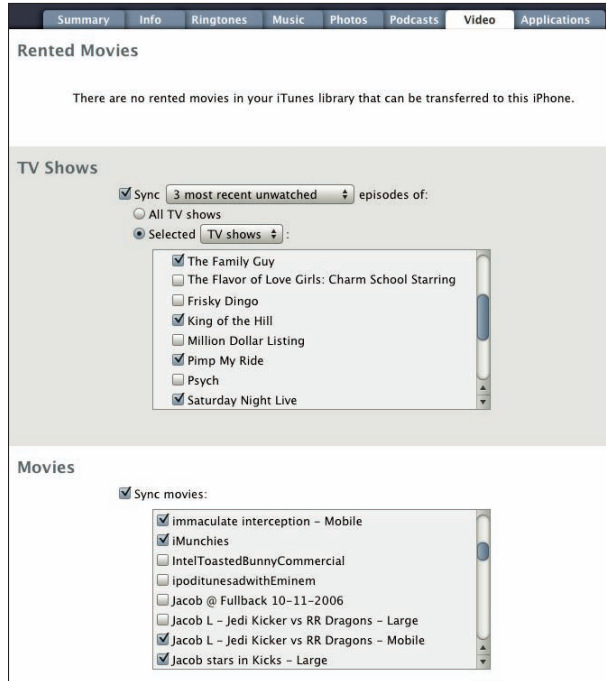 Summary Info Ringtones Music Photos Podcasts Video Applications
Rented Movies
There are no rented movies in your iTunes library that can be transferred to this iPhone.
TV Shows
Sync 3 most recent unwatched episodes of:
All TV shows
Selected TV shows :
The Family Guy
The Flavor of Love Girls: Charm School Starring
Frisky Dingo
King of the Hill
Million Dollar Listing
Pimp My Ride
Psych
Saturday Night Live
Movies
Sync movies:
immaculate interception – Mobile
iMunchies
IntelToastedBunnyCommercial
ipoditunesadwithEminem
Jacob @ Fullback 10-11-2006
Jacob L – Jedi Kicker vs RR Dragons – Large
Jacob L – Jedi Kicker vs RR Dragons – Mobile
Jacob stars in Kicks – Large